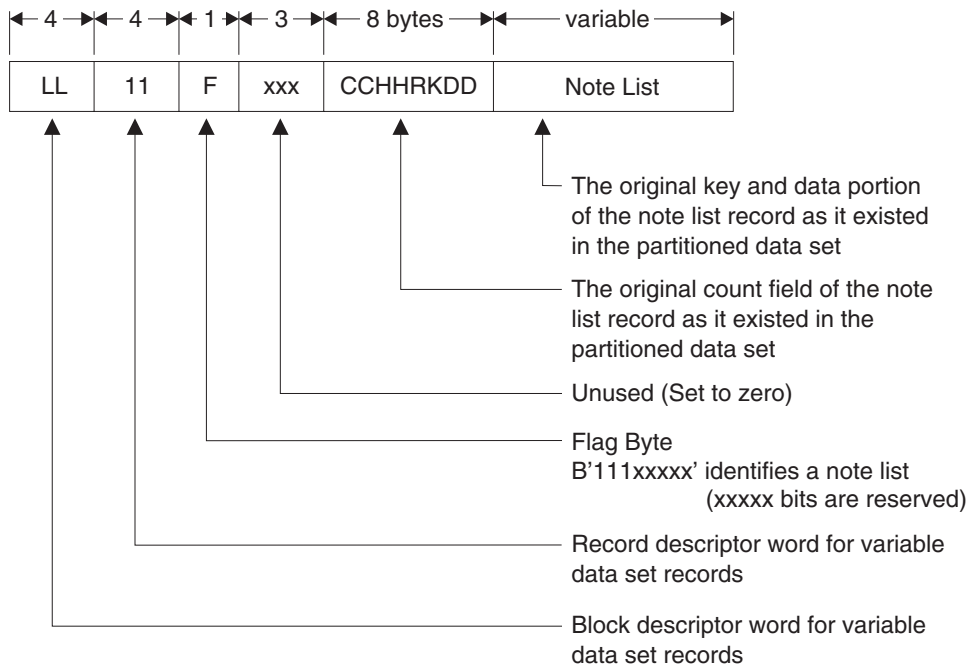 4 4 1 3 8 bytes variable
LL 11 F xxx CCHHRKDD Note List
The original key and data portion
of the note list record as it existed
in the partitioned data set
The original count field of the note
list record as it existed in the
partitioned data set
Unused (Set to zero)
Flag Byte
B’111xxxxx’ identifies a note list
(xxxxx bits are reserved)
Record descriptor word for variable
data set records
Block descriptor word for variable
data set records